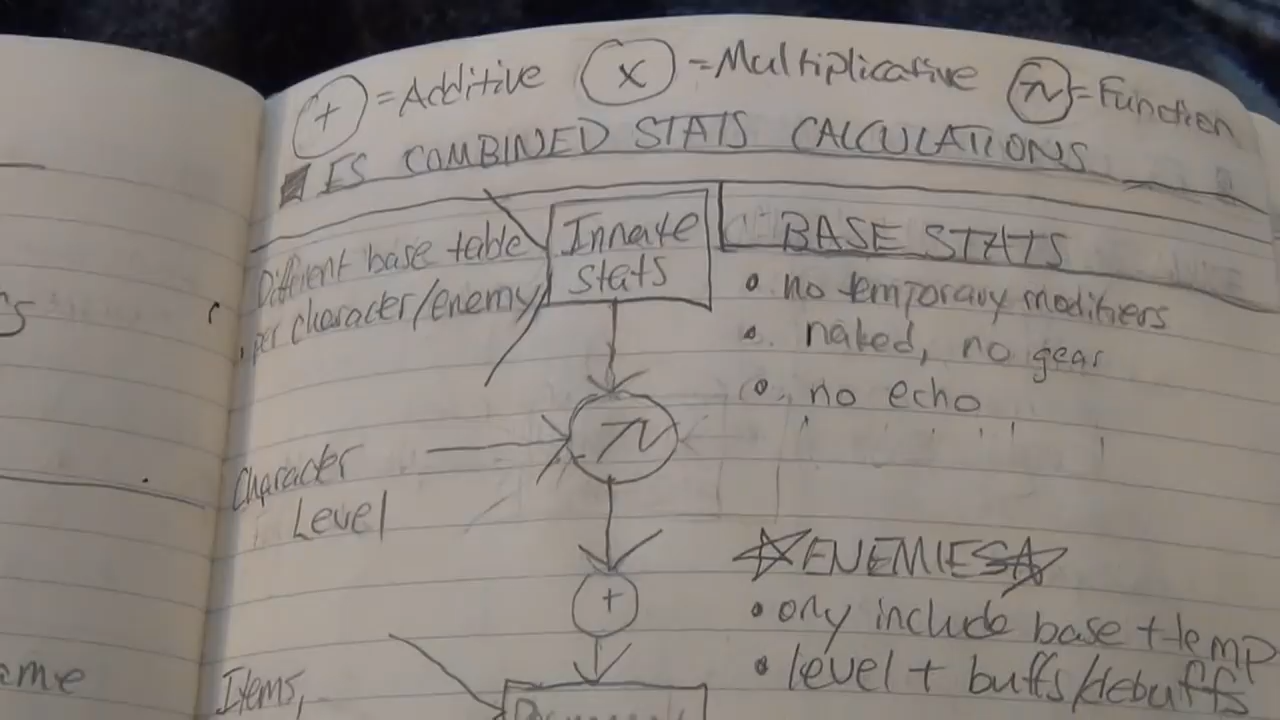 + = Additive x = Multiplicative ~ = Function
ES COMBINED STATS CALCULATIONS
Different base table
per character/enemy
Innate
stats
BASE STATS
• no temporary modifiers
• naked, no gear
• no echo
~
Character
Level
+
☆ENEMIES☆
• only include base + temp
• level + buffs/debuffs
Items,